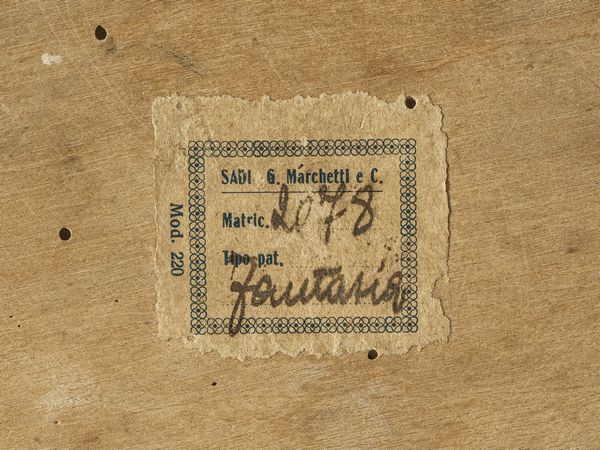 SADI G. Marchetti e C.
Matric. 2078
Tipo pat.
fantasia
Mod. 220